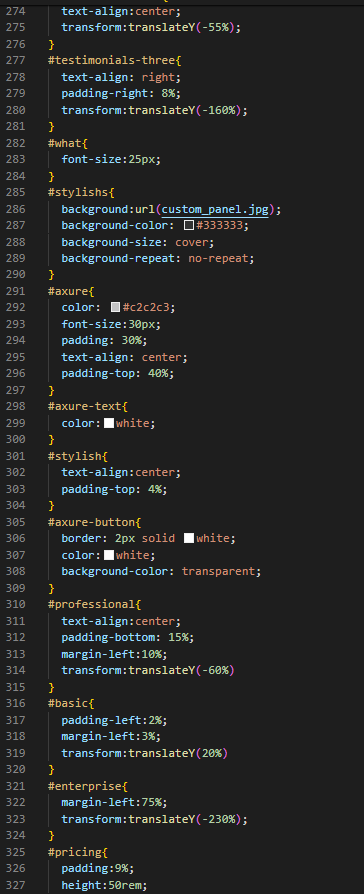 274 text-align:center;
275 transform:translateY(-55%);
276 }
277 #testimonials-three{
278 text-align: right;
279 padding-right: 8%;
280 transform:translateY(-160%);
281 }
282 #what{
283 font-size:25px;
284 }
285 #stylishs{
286 background:url(custom_panel.jpg);
287 background-color: #333333;
288 background-size: cover;
289 background-repeat: no-repeat;
290 }
291 #axure{
292 color: #c2c2c3;
293 font-size:30px;
294 padding: 30%;
295 text-align: center;
296 padding-top: 40%;
297 }
298 #axure-text{
299 color:white;
300 }
301 #stylish{
302 text-align:center;
303 padding-top: 4%;
304 }
305 #axure-button{
306 border: 2px solid white;
307 color:white;
308 background-color: transparent;
309 }
310 #professional{
311 text-align:center;
312 padding-bottom: 15%;
313 margin-left:10%;
314 transform:translateY(-60%)
315 }
316 #basic{
317 padding-left:2%;
318 margin-left:3%;
319 transform:translateY(20%)
320 }
321 #enterprise{
322 margin-left:75%;
323 transform:translateY(-230%);
324 }
325 #pricing{
326 padding:9%;
327 height:50rem;